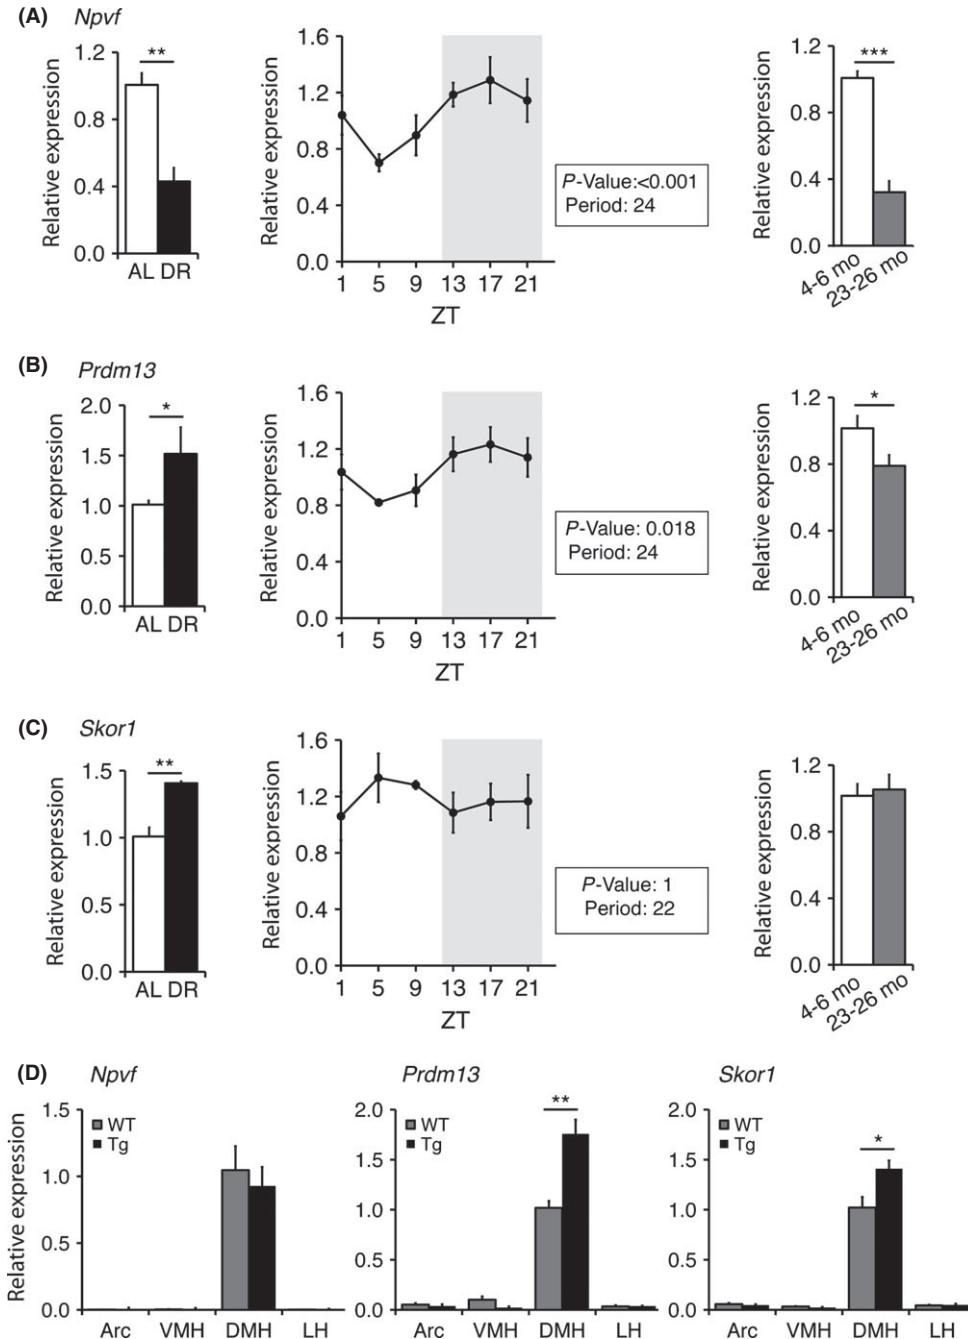 (A) Npvf
Relative expression
1.2
0.8
0.4
0.0
**
AL DR
Relative expression
1.6
1.2
0.8
0.4
0.0
1 5 9 13 17 21
ZT
P-Value:<0.001
Period: 24
Relative expression
1.2
0.8
0.4
0.0
***
4-6 mo
23-26 mo
(B) Prdm13
Relative expression
2.0
1.5
1.0
0.5
0.0
*
AL DR
Relative expression
1.6
1.2
0.8
0.4
0.0
1 5 9 13 17 21
ZT
P-Value: 0.018
Period: 24
Relative expression
1.2
0.8
0.4
0.0
*
4-6 mo
23-26 mo
(C) Skor1
Relative expression
1.5
1.0
0.5
0.0
**
AL DR
Relative expression
1.6
1.2
0.8
0.4
0.0
1 5 9 13 17 21
ZT
P-Value: 1
Period: 22
Relative expression
1.2
0.8
0.4
0.0
4-6 mo
23-26 mo
(D) Npvf
Relative expression
1.5
1.0
0.5
0.0
WT
Tg
Arc VMH DMH LH
Prdm13
2.0
1.5
1.0
0.5
0.0
WT
Tg
**
Arc VMH DMH LH
Skor1
2.0
1.5
1.0
0.5
0.0
WT
Tg
*
Arc VMH DMH LH